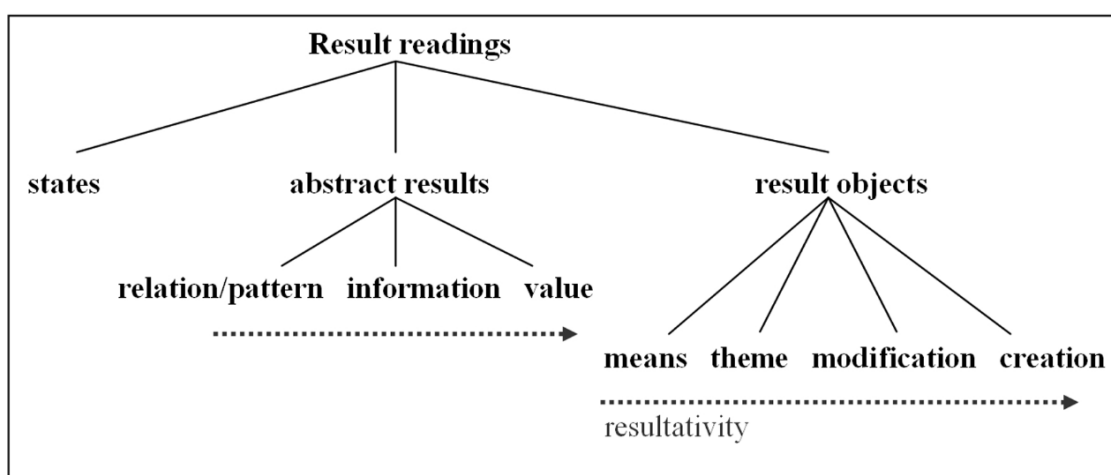 Result readings
states abstract results result objects
relation/pattern information value
means theme modification creation
resultativity